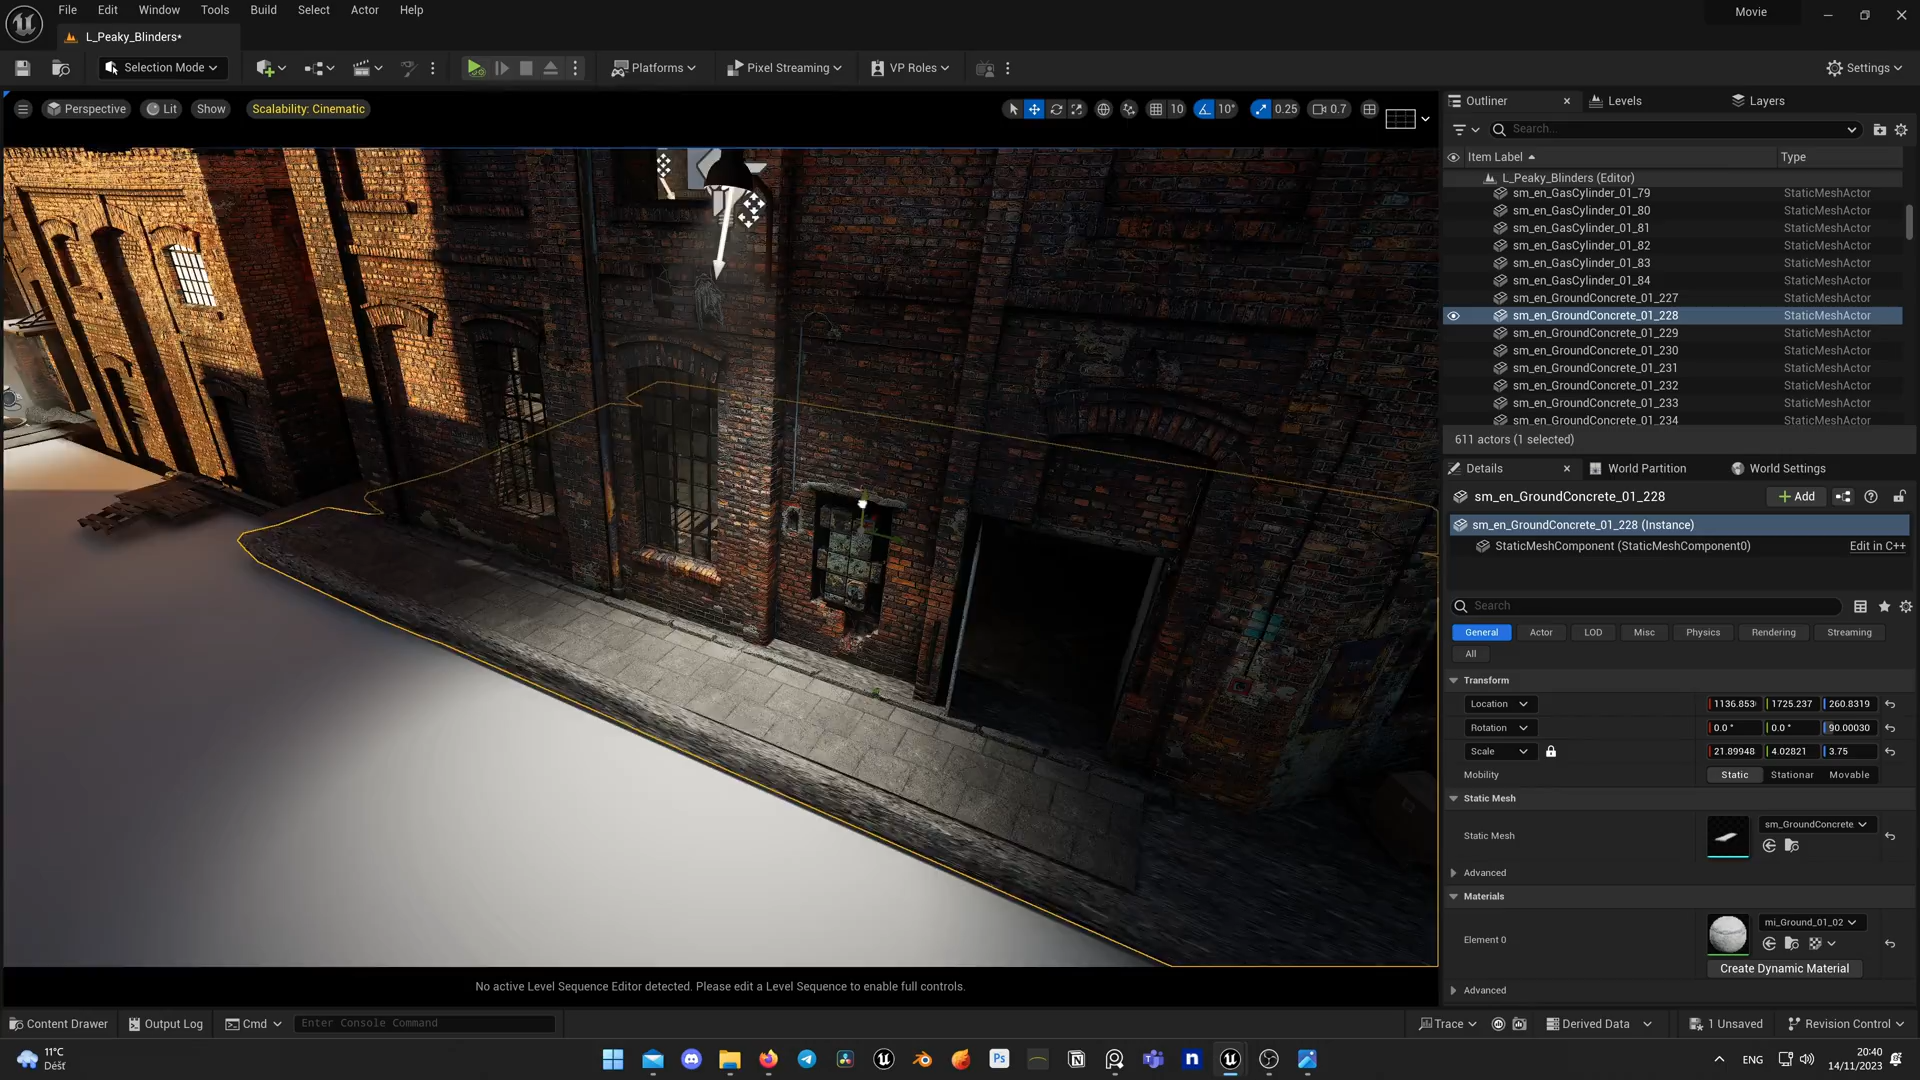 File Edit Window Tools Build Select Actor Help
Movie
L_Peaky_Blinders*
Selection Mode
Platforms
Pixel Streaming
VP Roles
Settings
Perspective Lit Show Scalability: Cinematic
10 10° 0.25 0.7
Outliner Levels Layers
Search...
Item Label Type
L_Peaky_Blinders (Editor)
sm_en_GasCylinder_01_79 StaticMeshActor
sm_en_GasCylinder_01_80 StaticMeshActor
sm_en_GasCylinder_01_81 StaticMeshActor
sm_en_GasCylinder_01_82 StaticMeshActor
sm_en_GasCylinder_01_83 StaticMeshActor
sm_en_GasCylinder_01_84 StaticMeshActor
sm_en_GroundConcrete_01_227 StaticMeshActor
sm_en_GroundConcrete_01_228 StaticMeshActor
sm_en_GroundConcrete_01_229 StaticMeshActor
sm_en_GroundConcrete_01_230 StaticMeshActor
sm_en_GroundConcrete_01_231 StaticMeshActor
sm_en_GroundConcrete_01_232 StaticMeshActor
sm_en_GroundConcrete_01_233 StaticMeshActor
sm_en_GroundConcrete_01_234 StaticMeshActor
611 actors (1 selected)
Details World Partition World Settings
sm_en_GroundConcrete_01_228
+ Add
sm_en_GroundConcrete_01_228 (Instance)
StaticMeshComponent (StaticMeshComponent0) Edit in C++
Search
General Actor LOD Misc Physics Rendering Streaming
All
Transform
Location 1136.853 1725.237 260.8319
Rotation 0.0 ° 0.0 ° 90.00030
Scale 21.89948 4.02821 3.75
Mobility Static Stationar Movable
Static Mesh
Static Mesh sm_GroundConcrete
Advanced
Materials
mi_Ground_01_02
Element 0
Create Dynamic Material
Advanced
No active Level Sequence Editor detected. Please edit a Level Sequence to enable full controls.
Content Drawer Output Log Cmd Enter Console Command
Trace Derived Data 1 Unsaved Revision Control
11°C
Déšť
Ps
ENG
20:40
14/11/2023